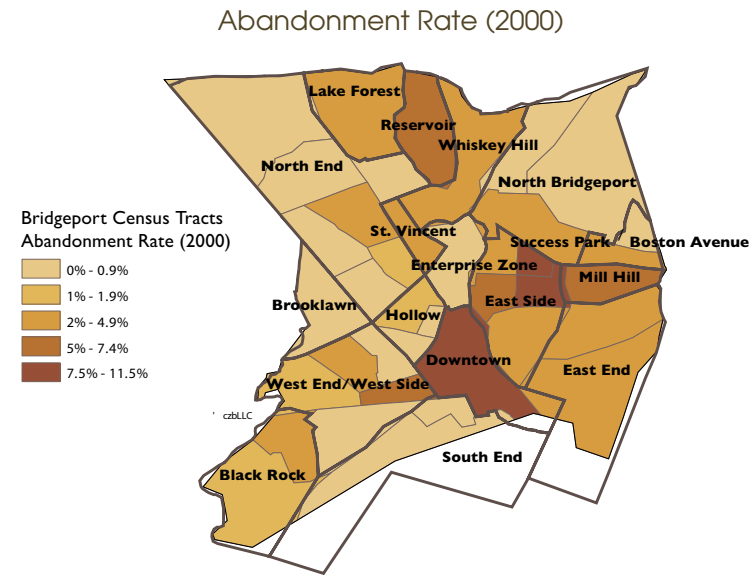 Abandonment Rate (2000)
Lake Forest
Reservoir
Whiskey Hill
North End
North Bridgeport
Bridgeport Census Tracts
Abandonment Rate (2000)
0% - 0.9%
1% - 1.9%
2% - 4.9%
5% - 7.4%
7.5% - 11.5%
St. Vincent
Success Park
Boston Avenue
Enterprise Zone
Mill Hill
Brooklawn
East Side
Hollow
Downtown
East End
West End/West Side
czbLLC
South End
Black Rock